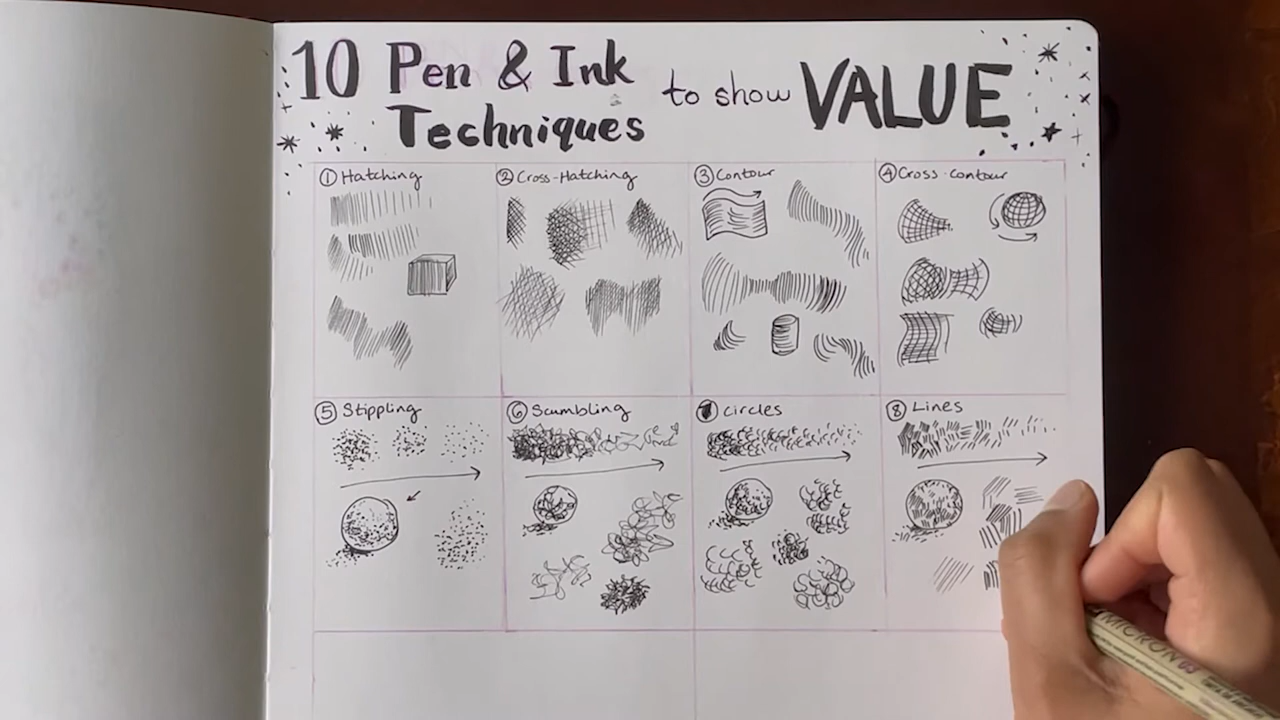 10 Pen & Ink to show VALUE
Techniques
① Hatching
② Cross-Hatching
③ Contour
④ Cross-contour
⑤ Stippling
⑥ Scumbling
⑦ Circles
⑧ Lines
MICRON